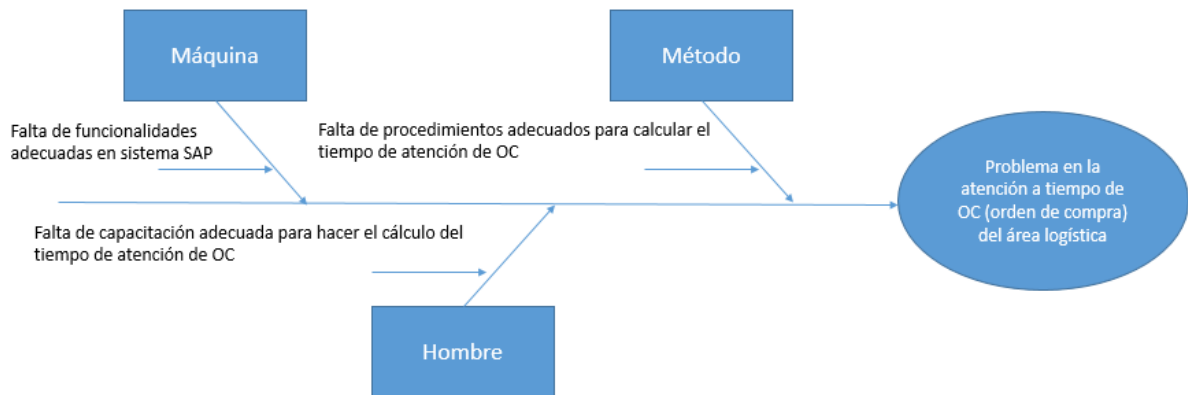 Máquina
Método
Falta de funcionalidades
adecuadas en sistema SAP
Falta de procedimientos adecuados para calcular el
tiempo de atención de OC
Problema en la
atención a tiempo de
OC (orden de compra)
del área logística
Falta de capacitación adecuada para hacer el cálculo del
tiempo de atención de OC
Hombre